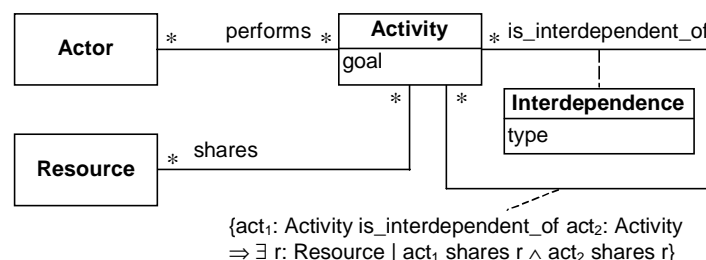 Actor * performs * Activity * is_interdependent_of
goal
* *
Interdependence
type
Resource * shares
{act₁: Activity is_interdependent_of act₂: Activity
⇒ ∃ r: Resource | act₁ shares r ∧ act₂ shares r}